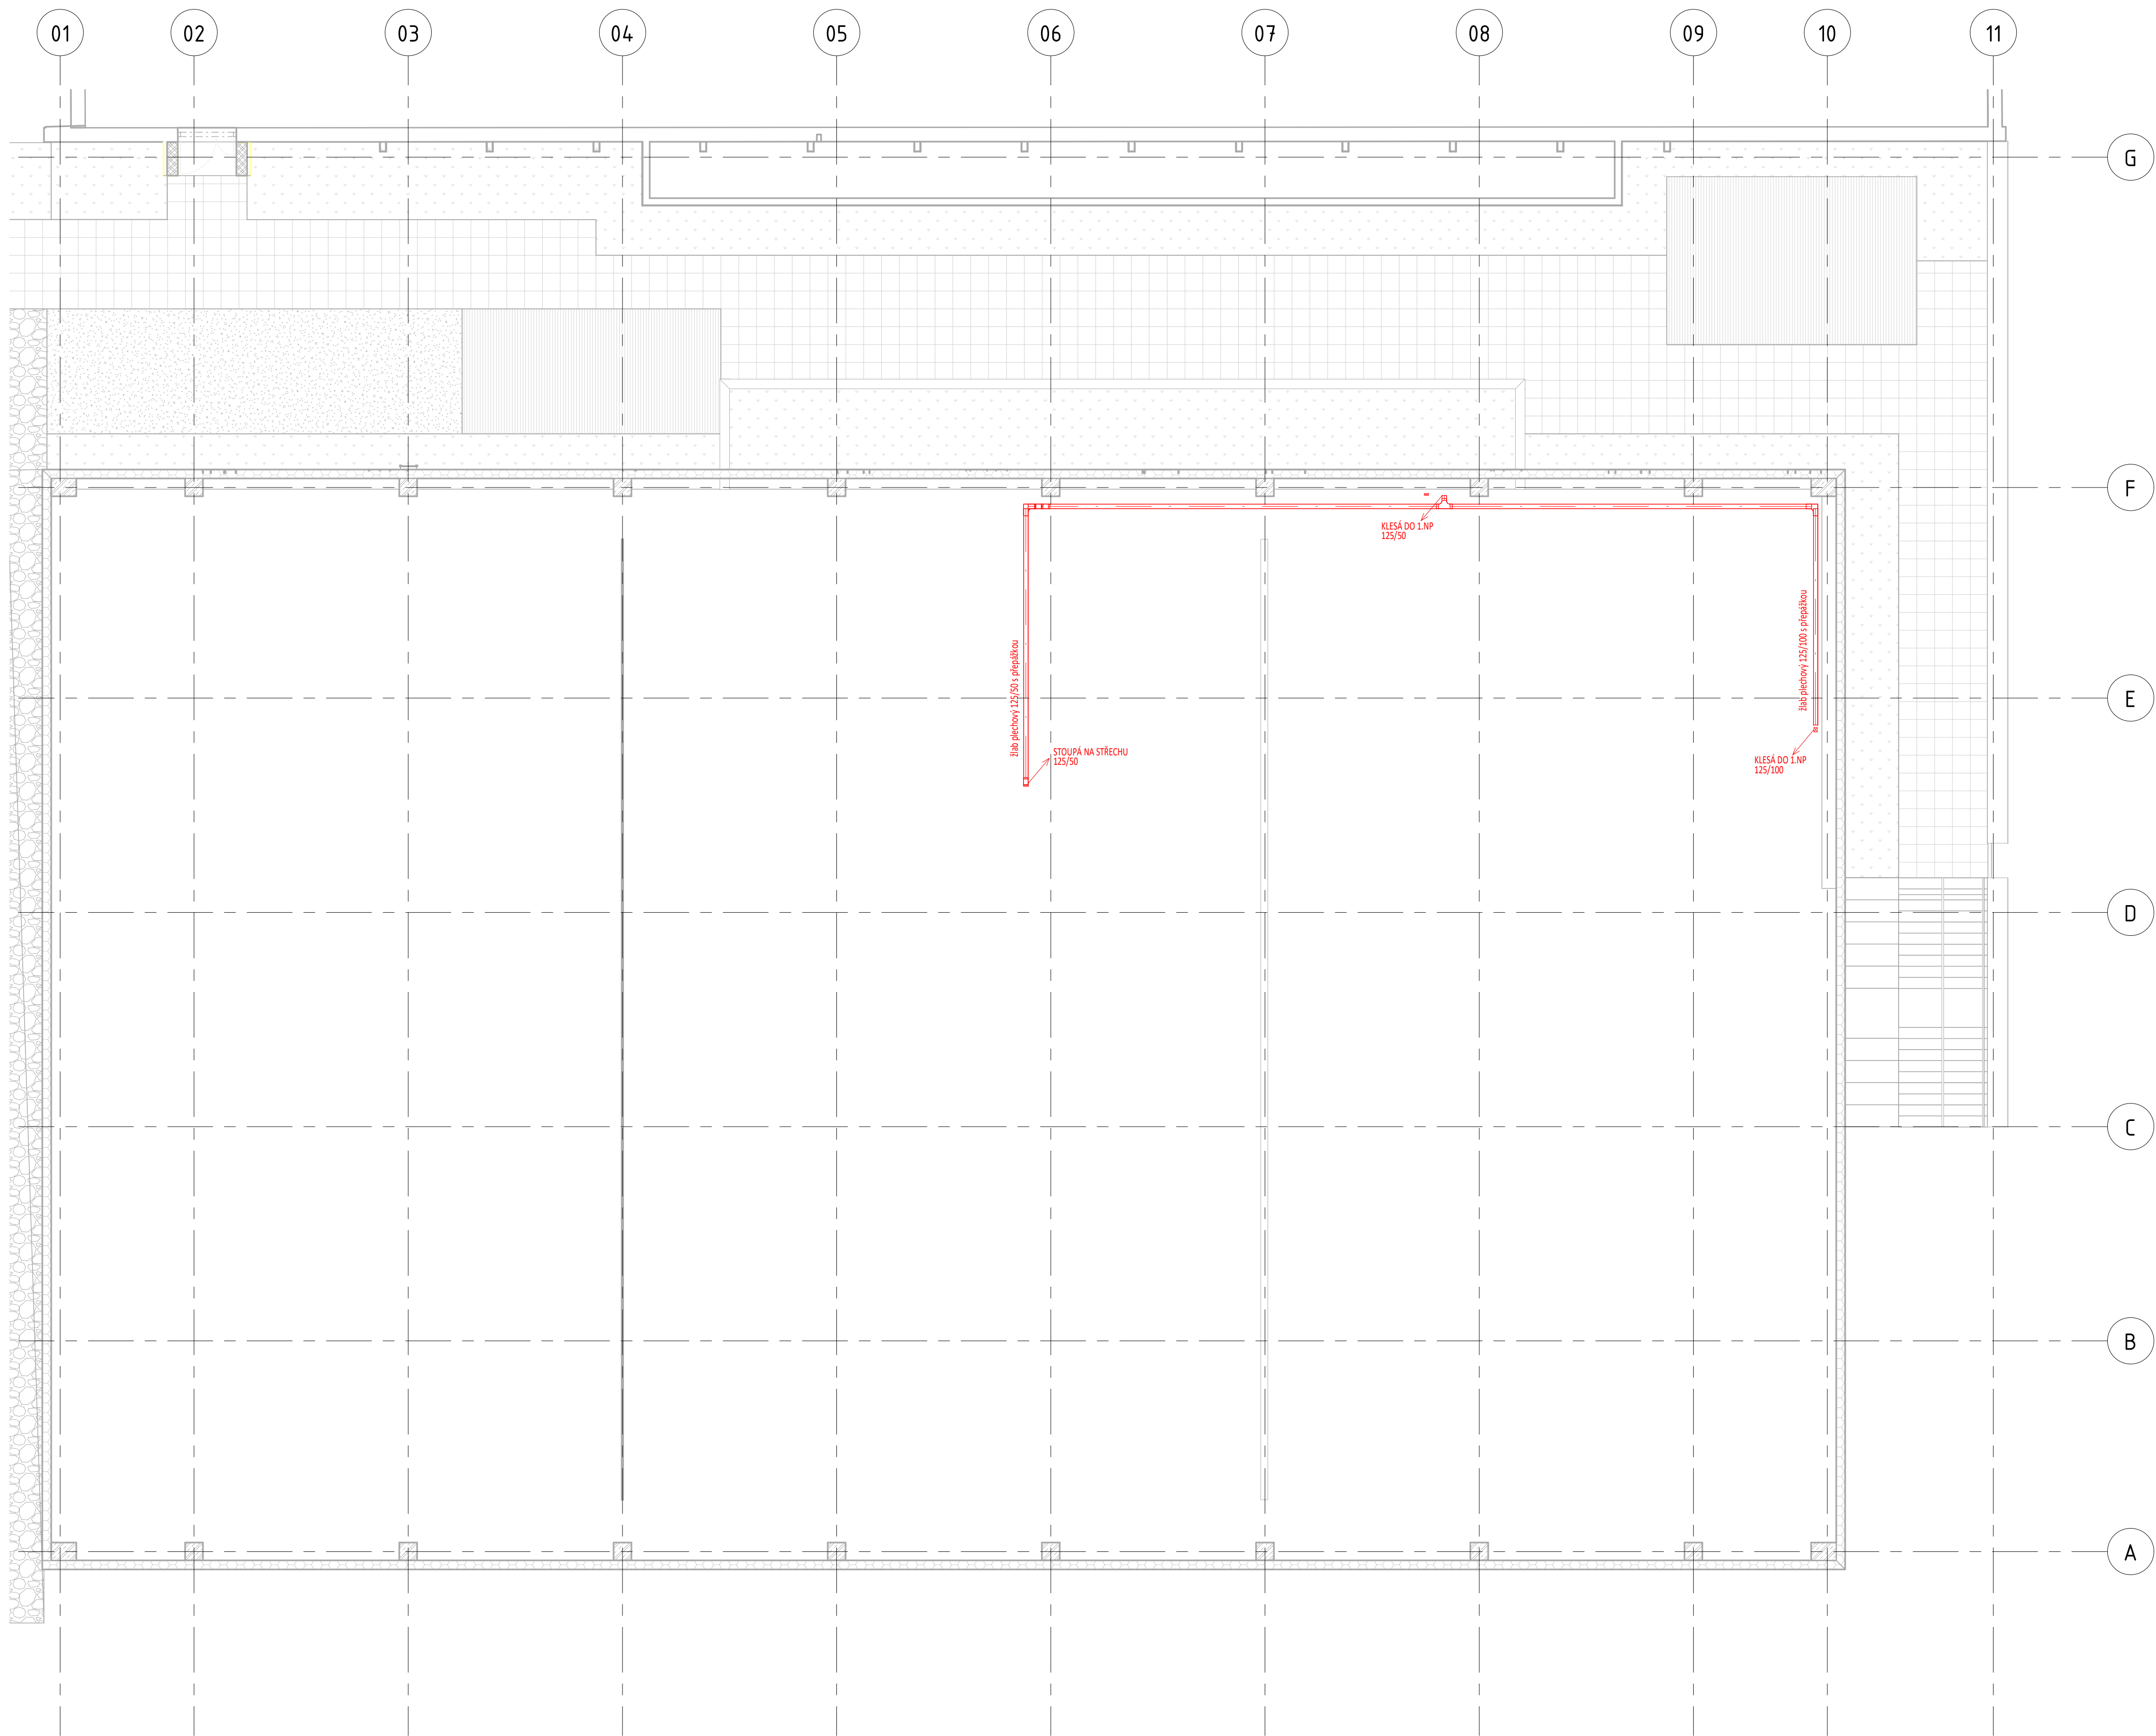 01 02 03 04 05 06 07 08 09 10 11
G
F
KLESÁ DO 1.NP
125/50
žlab plechový 125/50 s přepážkou
žlab plechový 125/100 s přepážkou
E
STOUPÁ NA STŘECHU
125/50
KLESÁ DO 1.NP
125/100
D
C
B
A